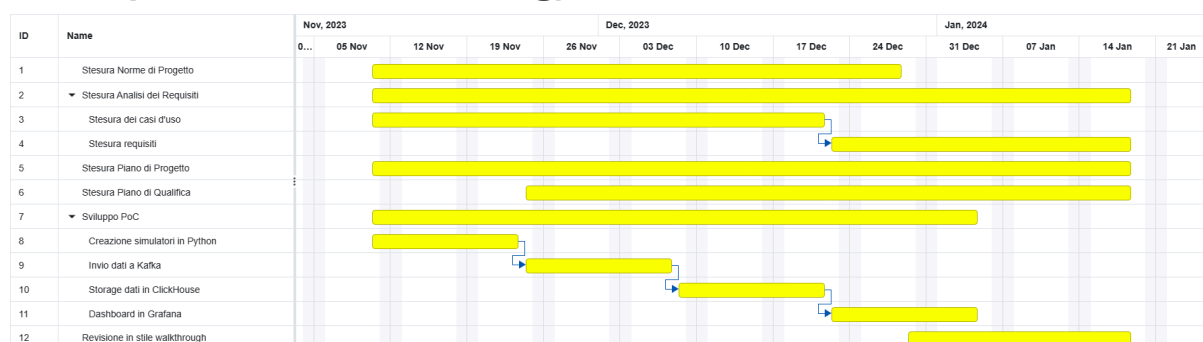 ID Name Nov, 2023 Dec, 2023 Jan, 2024
0... 05 Nov 12 Nov 19 Nov 26 Nov 03 Dec 10 Dec 17 Dec 24 Dec 31 Dec 07 Jan 14 Jan 21 Jan
1 Stesura Norme di Progetto
2 Stesura Analisi dei Requisiti
3 Stesura dei casi d'uso
4 Stesura requisiti
5 Stesura Piano di Progetto
6 Stesura Piano di Qualifica
7 Sviluppo PoC
8 Creazione simulatori in Python
9 Invio dati a Kafka
10 Storage dati in ClickHouse
11 Dashboard in Grafana
12 Revisione in stile walkthrough